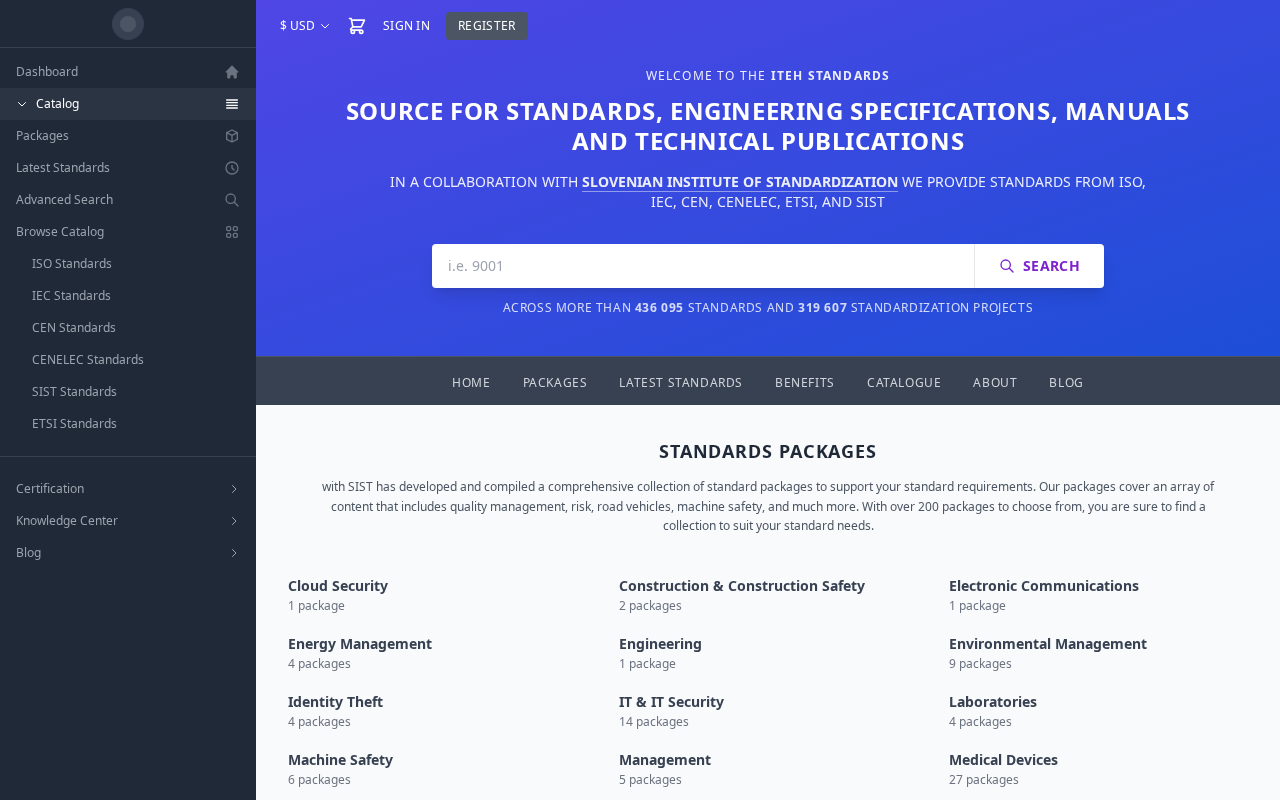 Dashboard
Catalog
Packages
Latest Standards
Advanced Search
Browse Catalog
ISO Standards
IEC Standards
CEN Standards
CENELEC Standards
SIST Standards
ETSI Standards
Certification
Knowledge Center
Blog
$ USD
SIGN IN
REGISTER
WELCOME TO THE ITEH STANDARDS
SOURCE FOR STANDARDS, ENGINEERING SPECIFICATIONS, MANUALS
AND TECHNICAL PUBLICATIONS
IN A COLLABORATION WITH SLOVENIAN INSTITUTE OF STANDARDIZATION WE PROVIDE STANDARDS FROM ISO,
IEC, CEN, CENELEC, ETSI, AND SIST
i.e. 9001
SEARCH
ACROSS MORE THAN 436 095 STANDARDS AND 319 607 STANDARDIZATION PROJECTS
HOME PACKAGES LATEST STANDARDS BENEFITS CATALOGUE ABOUT BLOG
STANDARDS PACKAGES
with SIST has developed and compiled a comprehensive collection of standard packages to support your standard requirements. Our packages cover an array of
content that includes quality management, risk, road vehicles, machine safety, and much more. With over 200 packages to choose from, you are sure to find a
collection to suit your standard needs.
Cloud Security
1 package
Construction & Construction Safety
2 packages
Electronic Communications
1 package
Energy Management
4 packages
Engineering
1 package
Environmental Management
9 packages
Identity Theft
4 packages
IT & IT Security
14 packages
Laboratories
4 packages
Machine Safety
6 packages
Management
5 packages
Medical Devices
27 packages